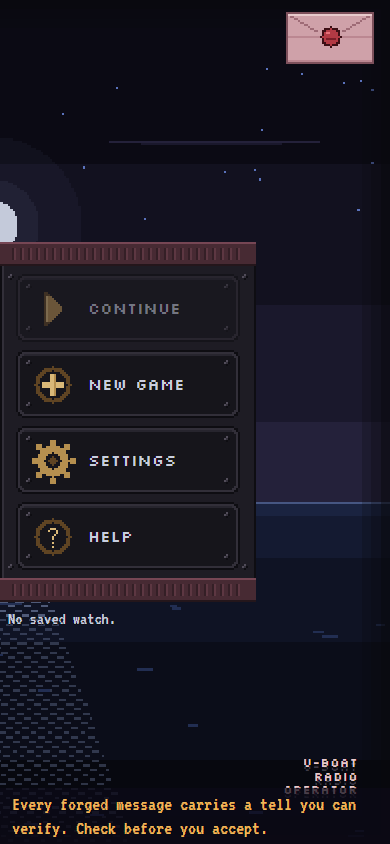 CONTINUE
NEW GAME
SETTINGS
HELP
No saved watch.
U-BOAT
RADIO
OPERATOR
Every forged message carries a tell you can
verify. Check before you accept.